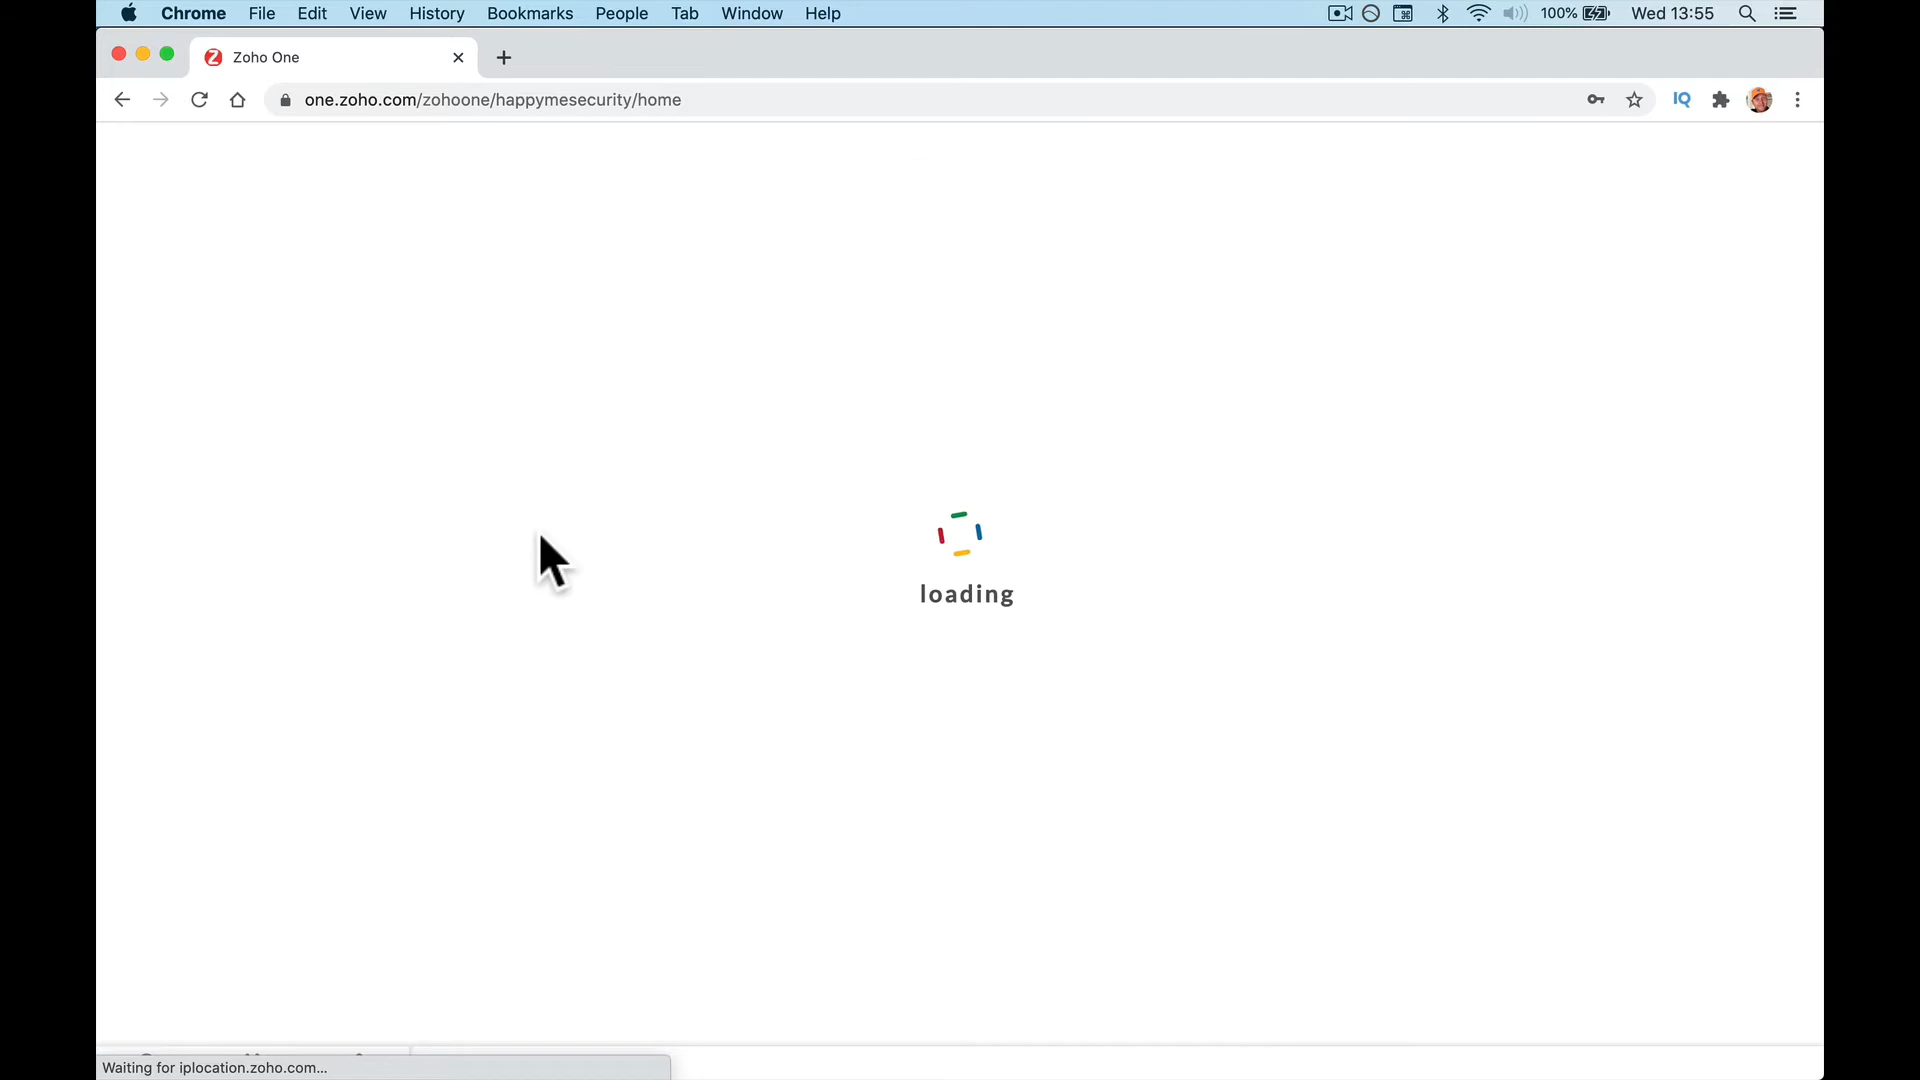 Chrome File Edit View History Bookmarks People Tab Window Help 100% Wed 13:55
Zoho One
one.zoho.com/zohoone/happymesecurity/home IQ
loading
Waiting for iplocation.zoho.com...